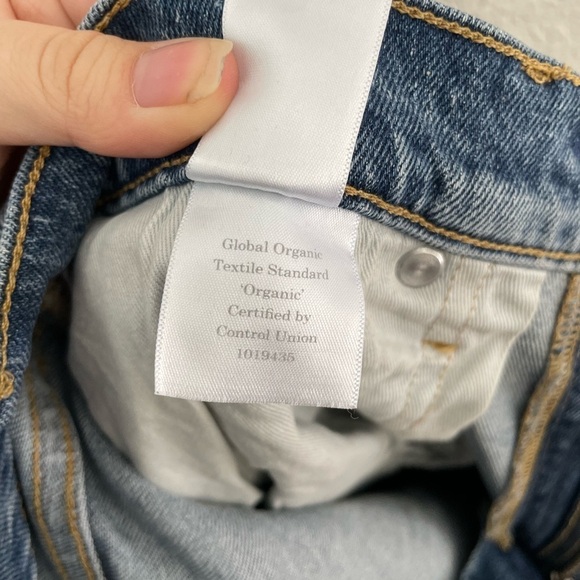 Global Organic
Textile Standard
'Organic'
Certified by
Control Union
1019435